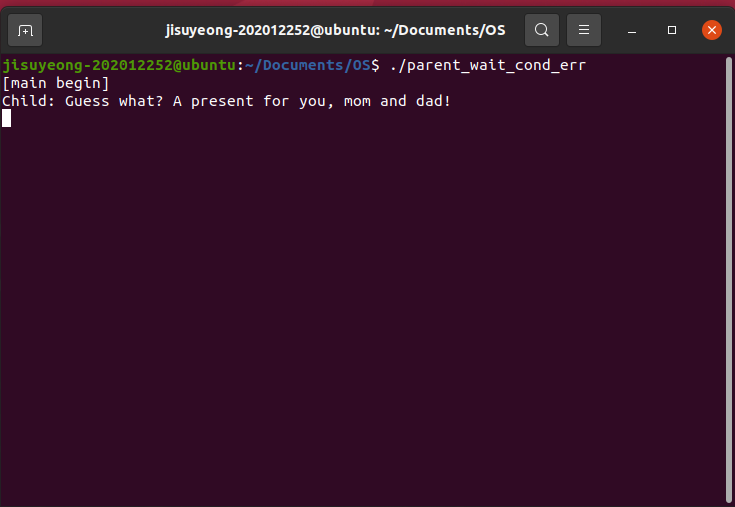 jisuyeong-202012252@ubuntu: ~/Documents/OS
jisuyeong-202012252@ubuntu:~/Documents/OS$ ./parent_wait_cond_err
[main begin]
Child: Guess what? A present for you, mom and dad!